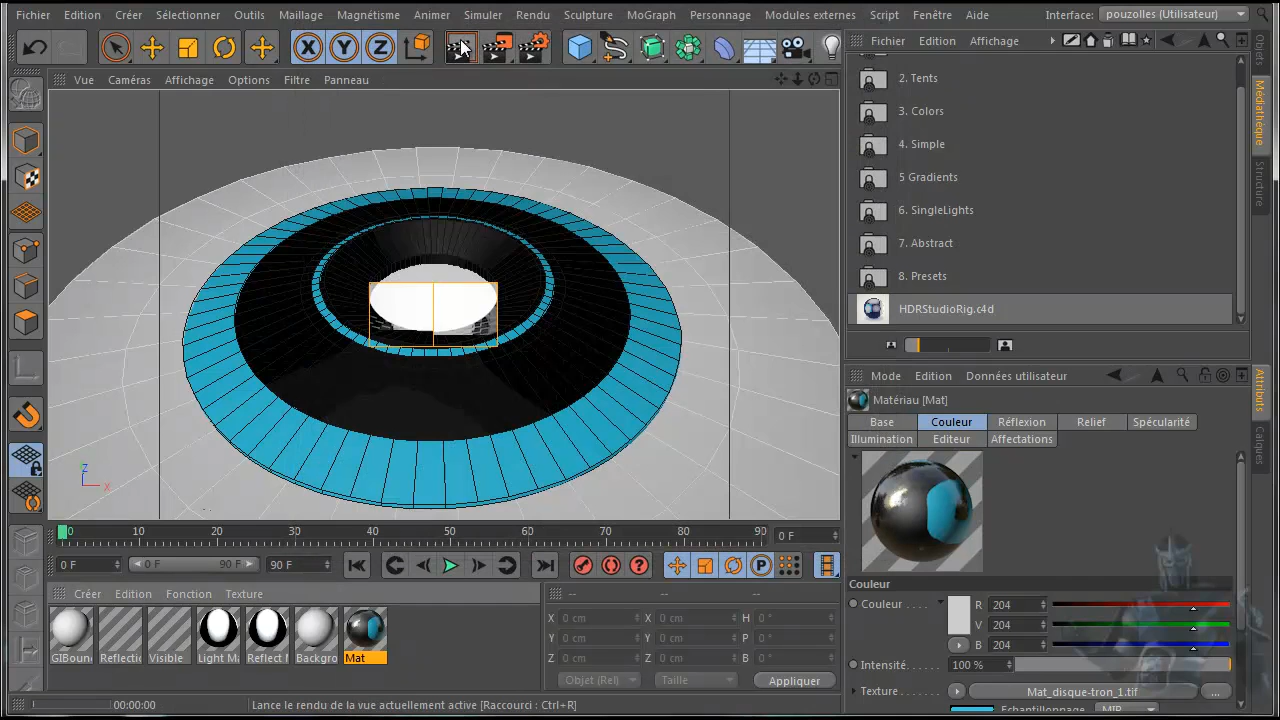 Fichier Edition Créer Sélectionner Outils Maillage Magnétisme Animer Simuler Rendu Sculpture MoGraph Personnage Modules externes Script Fenêtre Aide Interface: pouzolles (Utilisateur)
X Y Z
Fichier Edition Affichage
Vue Caméras Affichage Options Filtre Panneau
2. Tents
3. Colors
4. Simple
5 Gradients
6. SingleLights
7. Abstract
8. Presets
HDRStudioRig.c4d
Objets
Médiathèque
Structure
Mode Edition Données utilisateur
Matériau [Mat]
Base Couleur Réflexion Relief Spécularité
Illumination Editeur Affectations
Attributs
Calques
Z
X
0 10 20 30 40 50 60 70 80 90 0 F
0 F 0 F 90 F 90 F
P
Créer Edition Fonction Texture
-- -- --
X 0 cm X 0 cm H 0 °
Y 0 cm Y 0 cm P 0 °
Z 0 cm Z 0 cm B 0 °
Objet (Rel) Taille Appliquer
GIBoun Reflecti Visible Light M Reflect M Backgro Mat
Couleur
Couleur .... R 204
V 204
B 204
Intensité: 100 %
Texture ...... Mat_disque-tron_1.tif ...
Echantillonnage MIP
00:00:00 Lance le rendu de la vue actuellement active [Raccourci : Ctrl+R]